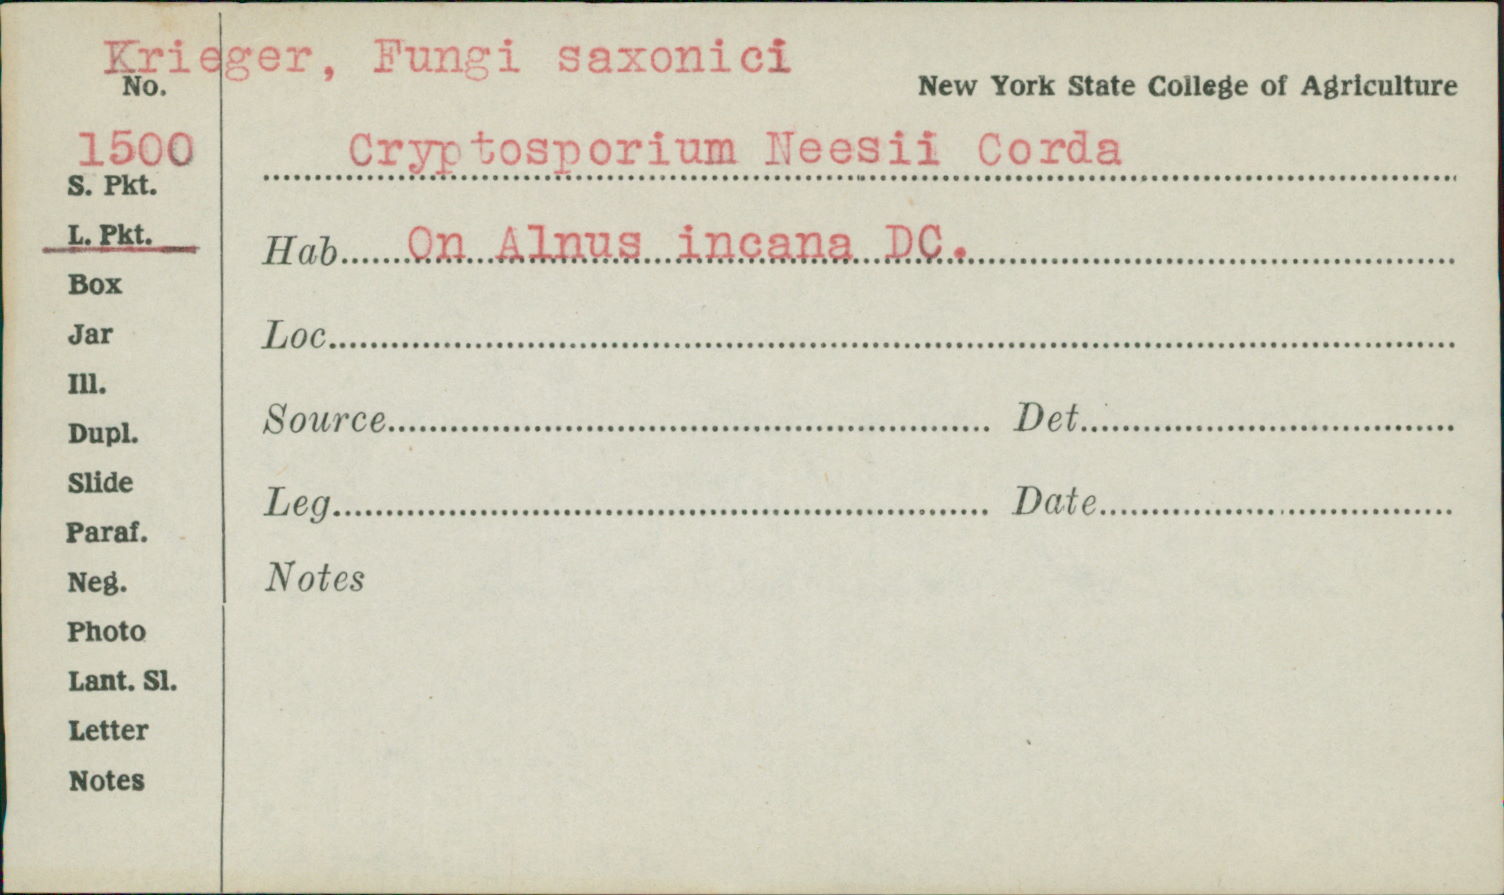 Krieger, Fungi saxonici
No.
New York State College of Agriculture
1500
Cryptosporium Neesii Corda
S. Pkt.
L. Pkt.
Hab. On Alnus incana DC.
Box
Jar
Loc.
Ill.
Dupl.
Source Det.
Slide
Leg. Date
Paraf.
Neg.
Notes
Photo
Lant. Sl.
Letter
Notes